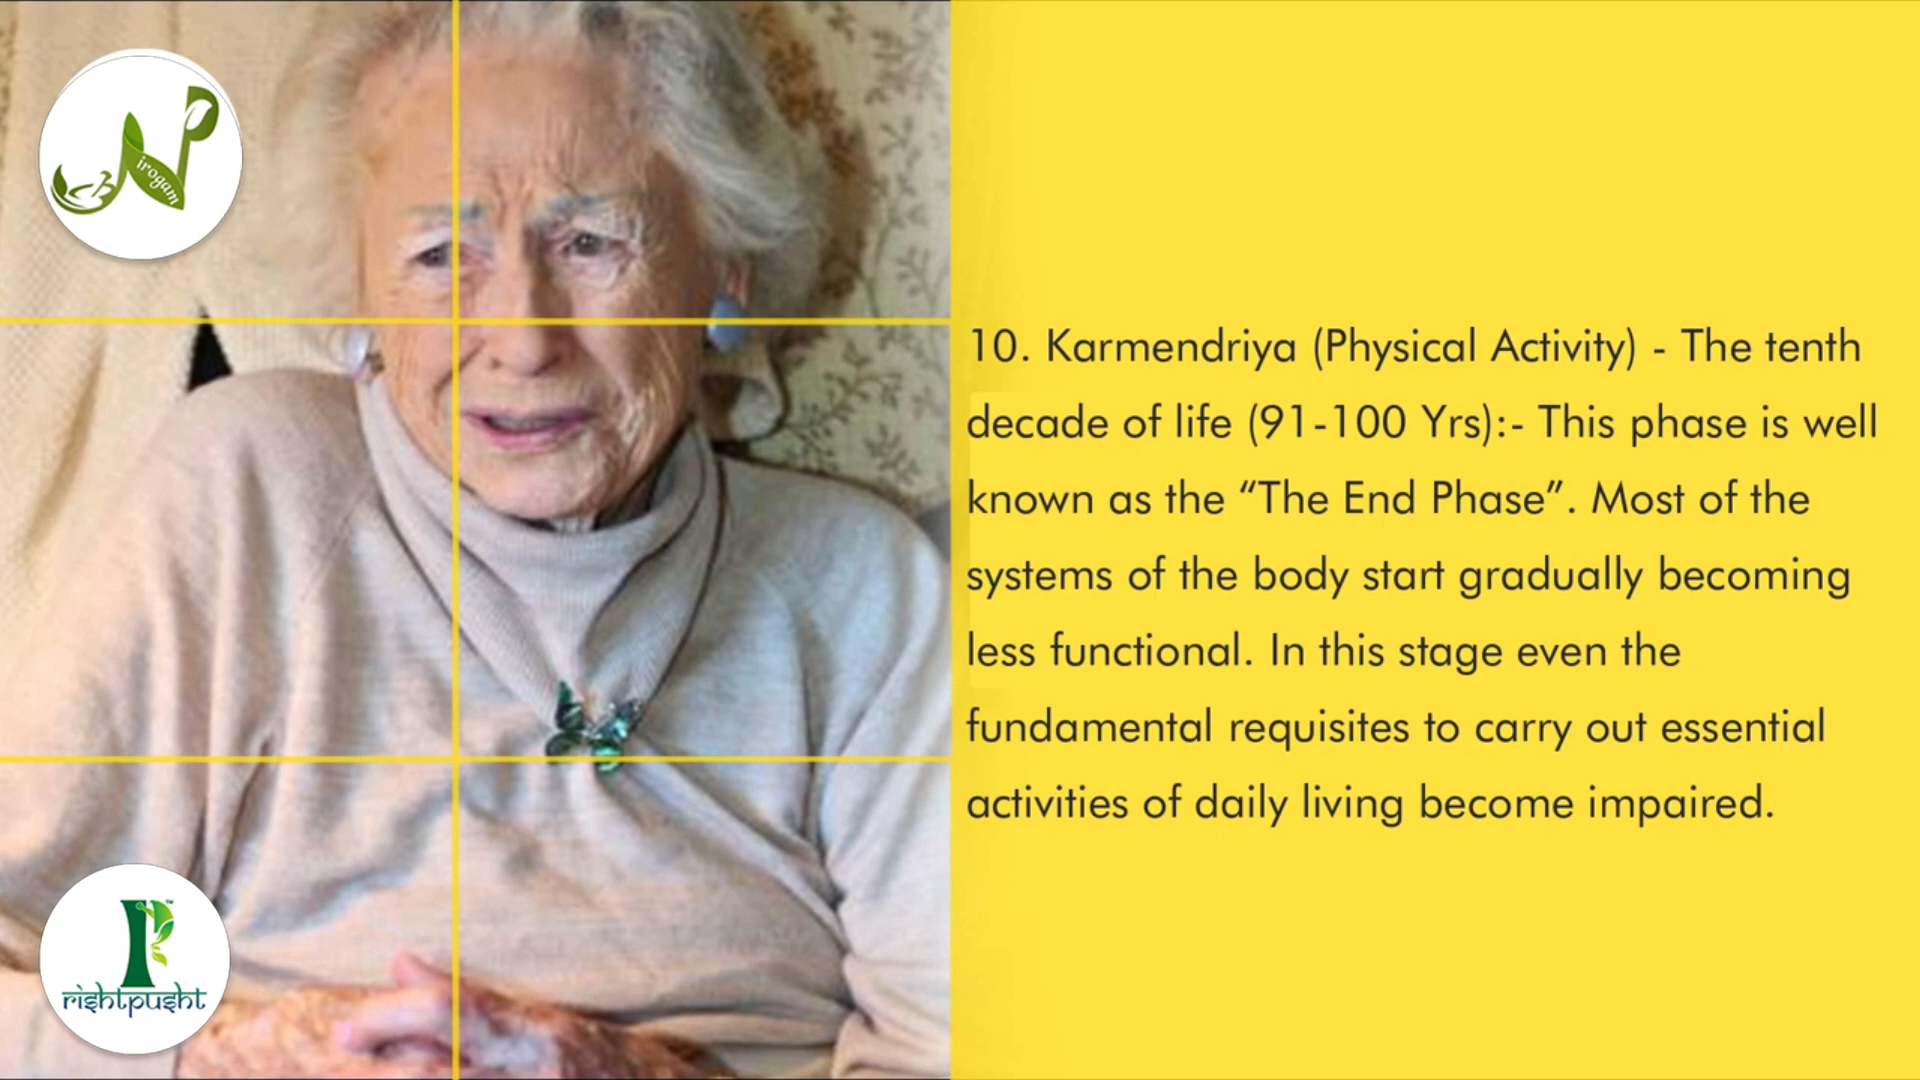 N
irogam
10. Karmendriya (Physical Activity) - The tenth
decade of life (91-100 Yrs):- This phase is well
known as the “The End Phase”. Most of the
systems of the body start gradually becoming
less functional. In this stage even the
fundamental requisites to carry out essential
activities of daily living become impaired.
r™
rishtpusht